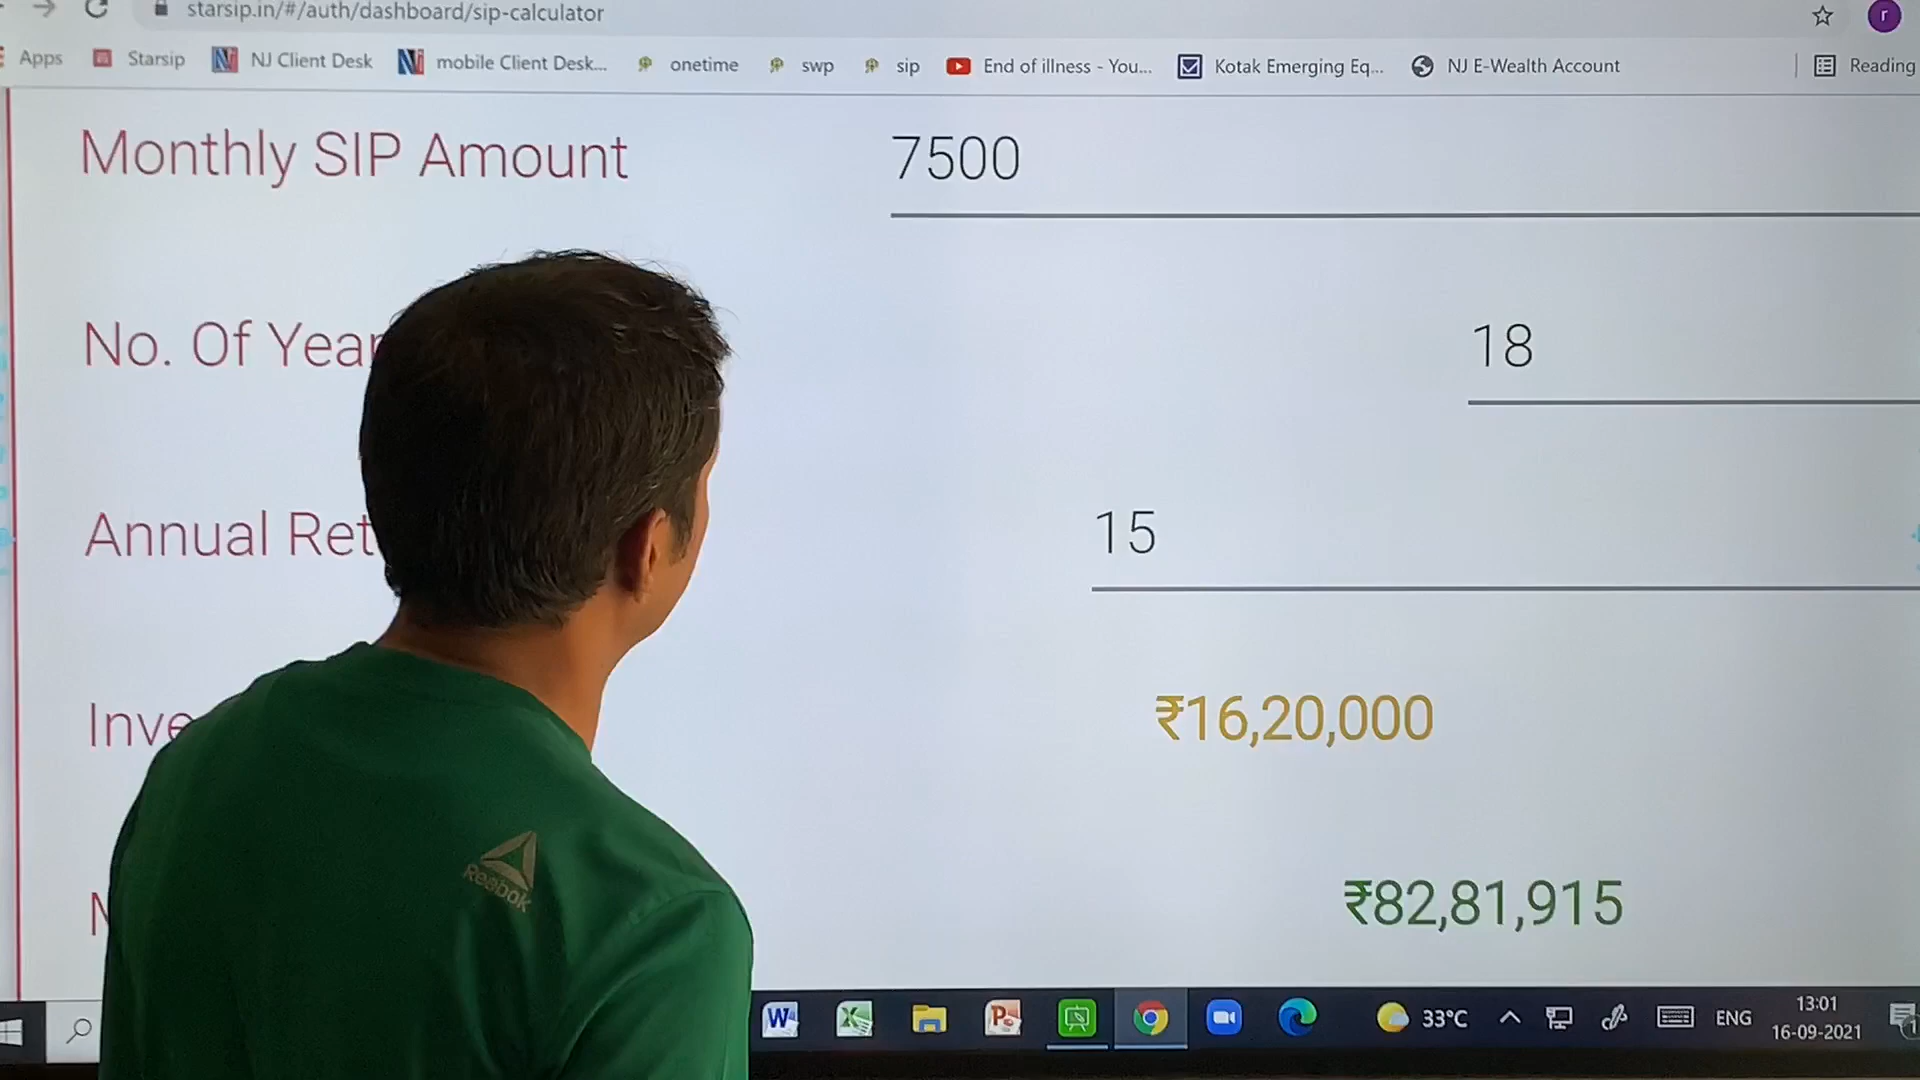 starsip.in/#/auth/dashboard/sip-calculator
r
Apps Starsip NJ Client Desk mobile Client Desk... onetime swp sip End of illness - You... Kotak Emerging Eq... NJ E-Wealth Account Reading
Monthly SIP Amount 7500
No. Of Year 18
Annual Ret 15
Inve ₹16,20,000
₹82,81,915
Reebok
33°C ENG 13:01
16-09-2021